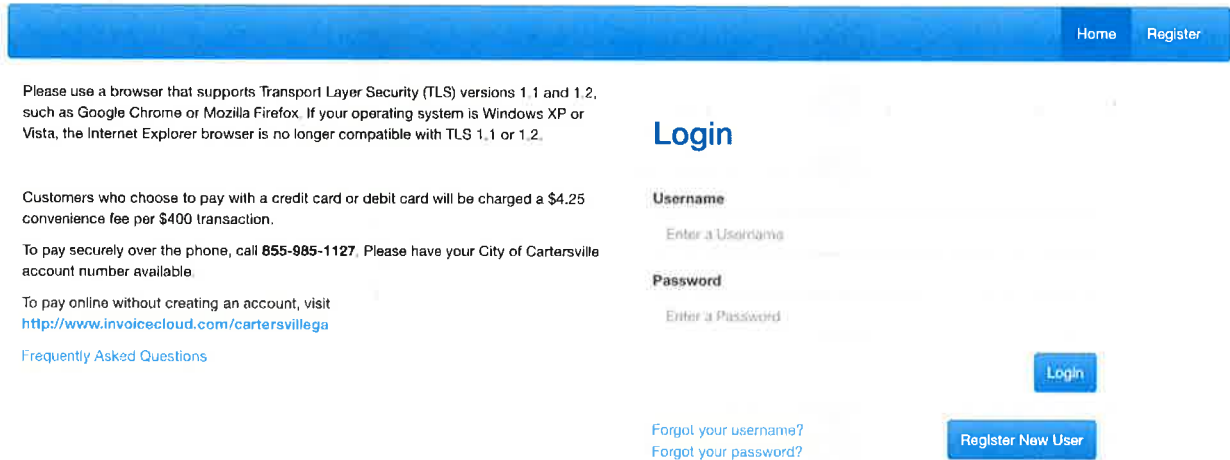 Home Register
Please use a browser that supports Transport Layer Security (TLS) versions 1.1 and 1.2,
such as Google Chrome or Mozilla Firefox. If your operating system is Windows XP or
Vista, the Internet Explorer browser is no longer compatible with TLS 1.1 or 1.2.
Customers who choose to pay with a credit card or debit card will be charged a $4.25
convenience fee per $400 transaction.
To pay securely over the phone, call 855-985-1127. Please have your City of Cartersville
account number available.
To pay online without creating an account, visit
http://www.invoicecloud.com/cartersvillega
Frequently Asked Questions
Login
Username
Enter a Username
Password
Enter a Password
Login
Forgot your username?
Forgot your password?
Register New User